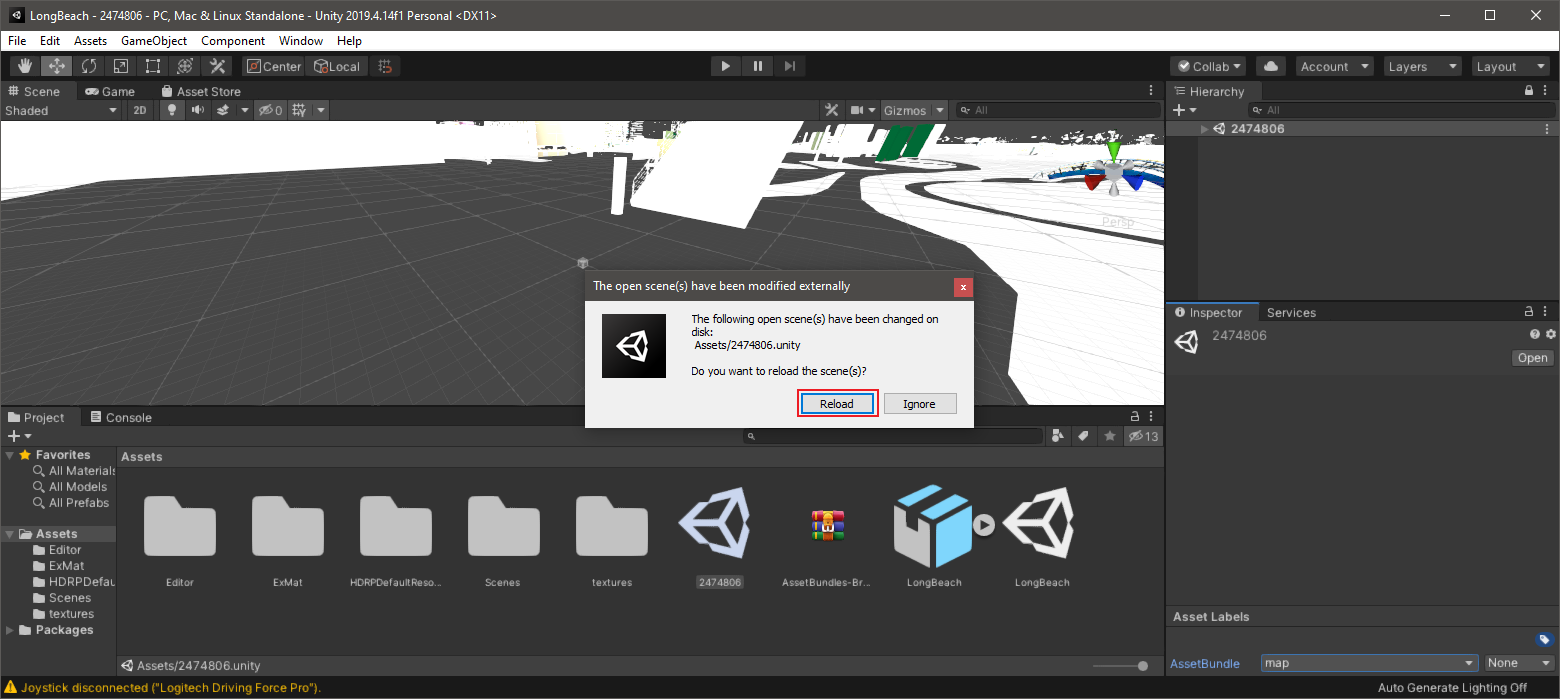 LongBeach - 2474806 - PC, Mac & Linux Standalone - Unity 2019.4.14f1 Personal <DX11>
File Edit Assets GameObject Component Window Help
Center Local Collab Account Layers Layout
Scene Game Asset Store
Shaded 2D 0 Gizmos All
Hierarchy
All
2474806
Persp
The open scene(s) have been modified externally
x
The following open scene(s) have been changed on
disk:
Assets/2474806.unity
Do you want to reload the scene(s)?
Reload Ignore
Inspector Services
2474806
Open
Project Console
13
Favorites
All Materials
All Models
All Prefabs
Assets
Editor
ExMat
HDRPDefau
Scenes
textures
Packages
Assets
Editor ExMat HDRPDefaultReso... Scenes textures 2474806 AssetBundles-Br... LongBeach LongBeach
Assets/2474806.unity
Asset Labels
AssetBundle map None
Joystick disconnected ("Logitech Driving Force Pro").
Auto Generate Lighting Off